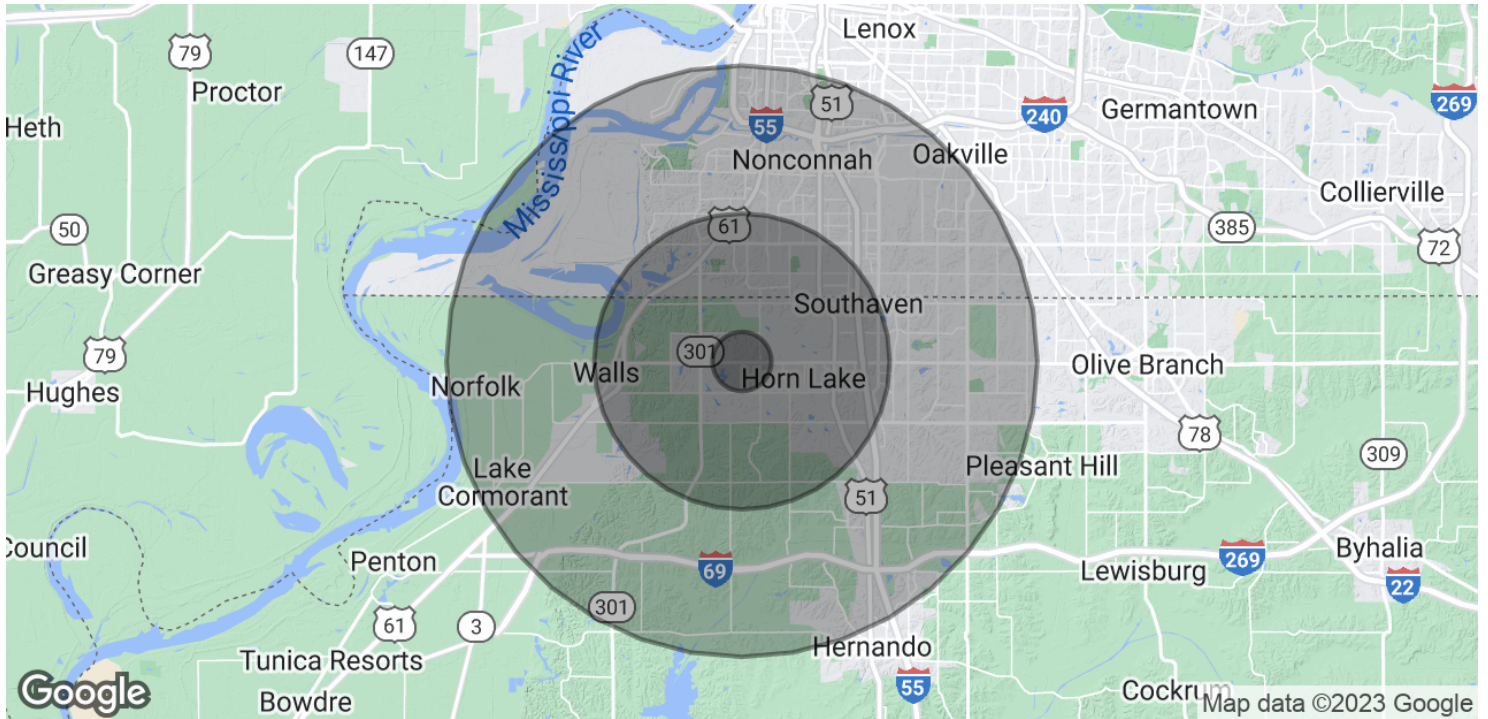 Lenox
79
147
Proctor
Mississippi River
51
269
Heth
55
240
Germantown
Nonconnah
Oakville
Collierville
50
61
385
72
Greasy Corner
Southaven
79
301
Walls
Horn Lake
Olive Branch
Hughes
Norfolk
78
309
Lake
Cormorant
Pleasant Hill
51
Council
Penton
69
Lewisburg
269
Byhalia
22
301
61
3
Hernando
Tunica Resorts
55
Bowdre
Cockrum
Google
Map data ©2023 Google